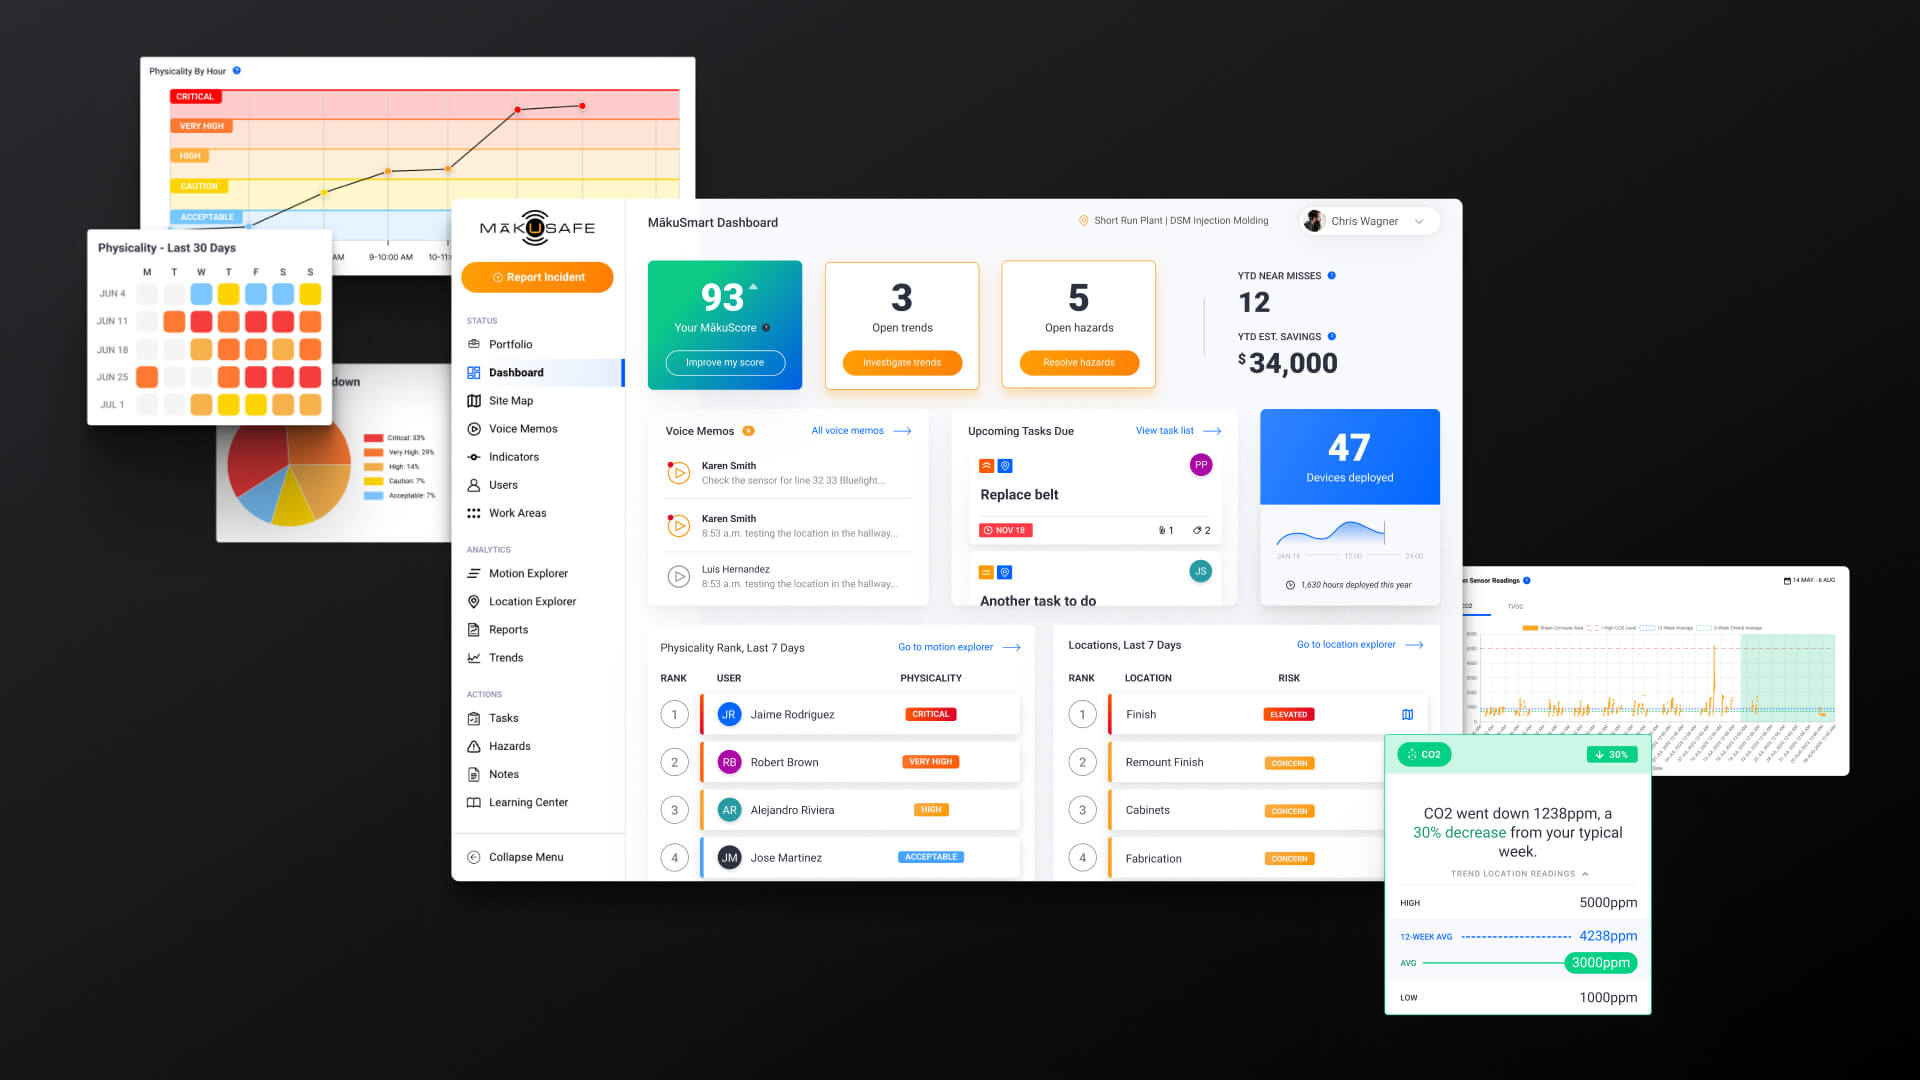 Physicality By Hour
CRITICAL
VERY HIGH
HIGH
CAUTION
ACCEPTABLE
AM
9-10:00 AM
10-11:
Physicality - Last 30 Days
M T W T F S S
JUN 4
JUN 11
JUN 18
JUN 25
JUL 1
down
Critical: 33%
Very High: 29%
High: 14%
Caution: 7%
Acceptable: 7%
MĀKUSAFE
Report Incident
STATUS
Portfolio
Dashboard
Site Map
Voice Memos
Indicators
Users
Work Areas
ANALYTICS
Motion Explorer
Location Explorer
Reports
Trends
ACTIONS
Tasks
Hazards
Notes
Learning Center
Collapse Menu
MākuSmart Dashboard
Short Run Plant | DSM Injection Molding
Chris Wagner
93
Your MākuScore
Improve my score
3
Open trends
Investigate trends
5
Open hazards
Resolve hazards
YTD NEAR MISSES
12
YTD EST. SAVINGS
$34,000
Voice Memos
All voice memos
Karen Smith
Check the sensor for line 32 33 Bluelight...
Karen Smith
8:53 a.m. testing the location in the hallway...
Luis Hernandez
8:53 a.m. testing the location in the hallway...
Upcoming Tasks Due
View task list
PP
Replace belt
NOV 18
1
2
JS
Another task to do
47
Devices deployed
JAN 14
12:00
24:00
1,630 hours deployed this year
Physicality Rank, Last 7 Days
Go to motion explorer
RANK USER PHYSICALITY
1 JR Jaime Rodriguez CRITICAL
2 RB Robert Brown VERY HIGH
3 AR Alejandro Riviera HIGH
4 JM Jose Martinez ACCEPTABLE
Locations, Last 7 Days
Go to location explorer
RANK LOCATION RISK
1 Finish ELEVATED
2 Remount Finish CONCERN
3 Cabinets CONCERN
4 Fabrication CONCERN
n Sensor Readings
14 MAY - 6 AUG
CO2
TVOC
12-Week Average
5000
4000
3000
2000
1000
0
Date
CO2
30%
CO2 went down 1238ppm, a
30% decrease from your typical
week.
TREND LOCATION READINGS
HIGH 5000ppm
12-WEEK AVG 4238ppm
AVG 3000ppm
LOW 1000ppm